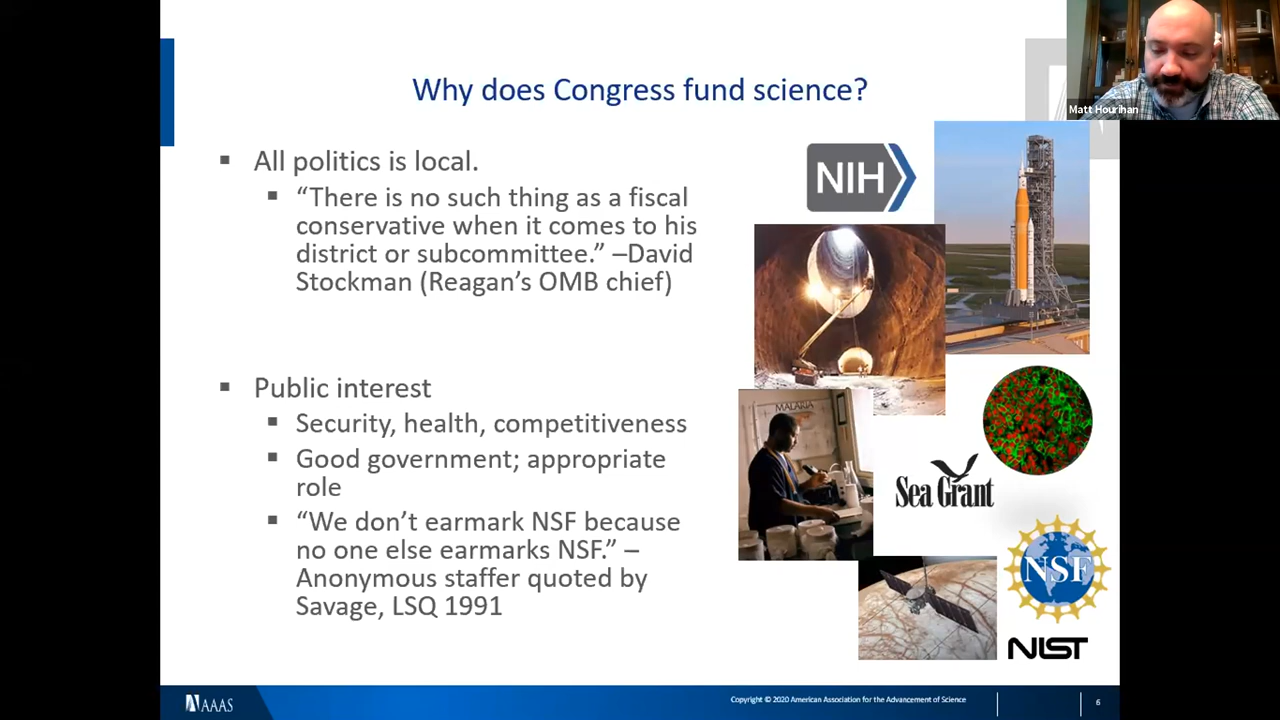 Why does Congress fund science?
Matt Hourihan
▪ All politics is local.
▪ “There is no such thing as a fiscal
conservative when it comes to his
district or subcommittee.” –David
Stockman (Reagan’s OMB chief)
▪ Public interest
▪ Security, health, competitiveness
▪ Good government; appropriate
role
▪ “We don’t earmark NSF because
no one else earmarks NSF.” –
Anonymous staffer quoted by
Savage, LSQ 1991
NIH
MALARIA
Sea Grant
NSF
NIST
AAAS
Copyright © 2020 American Association for the Advancement of Science
6